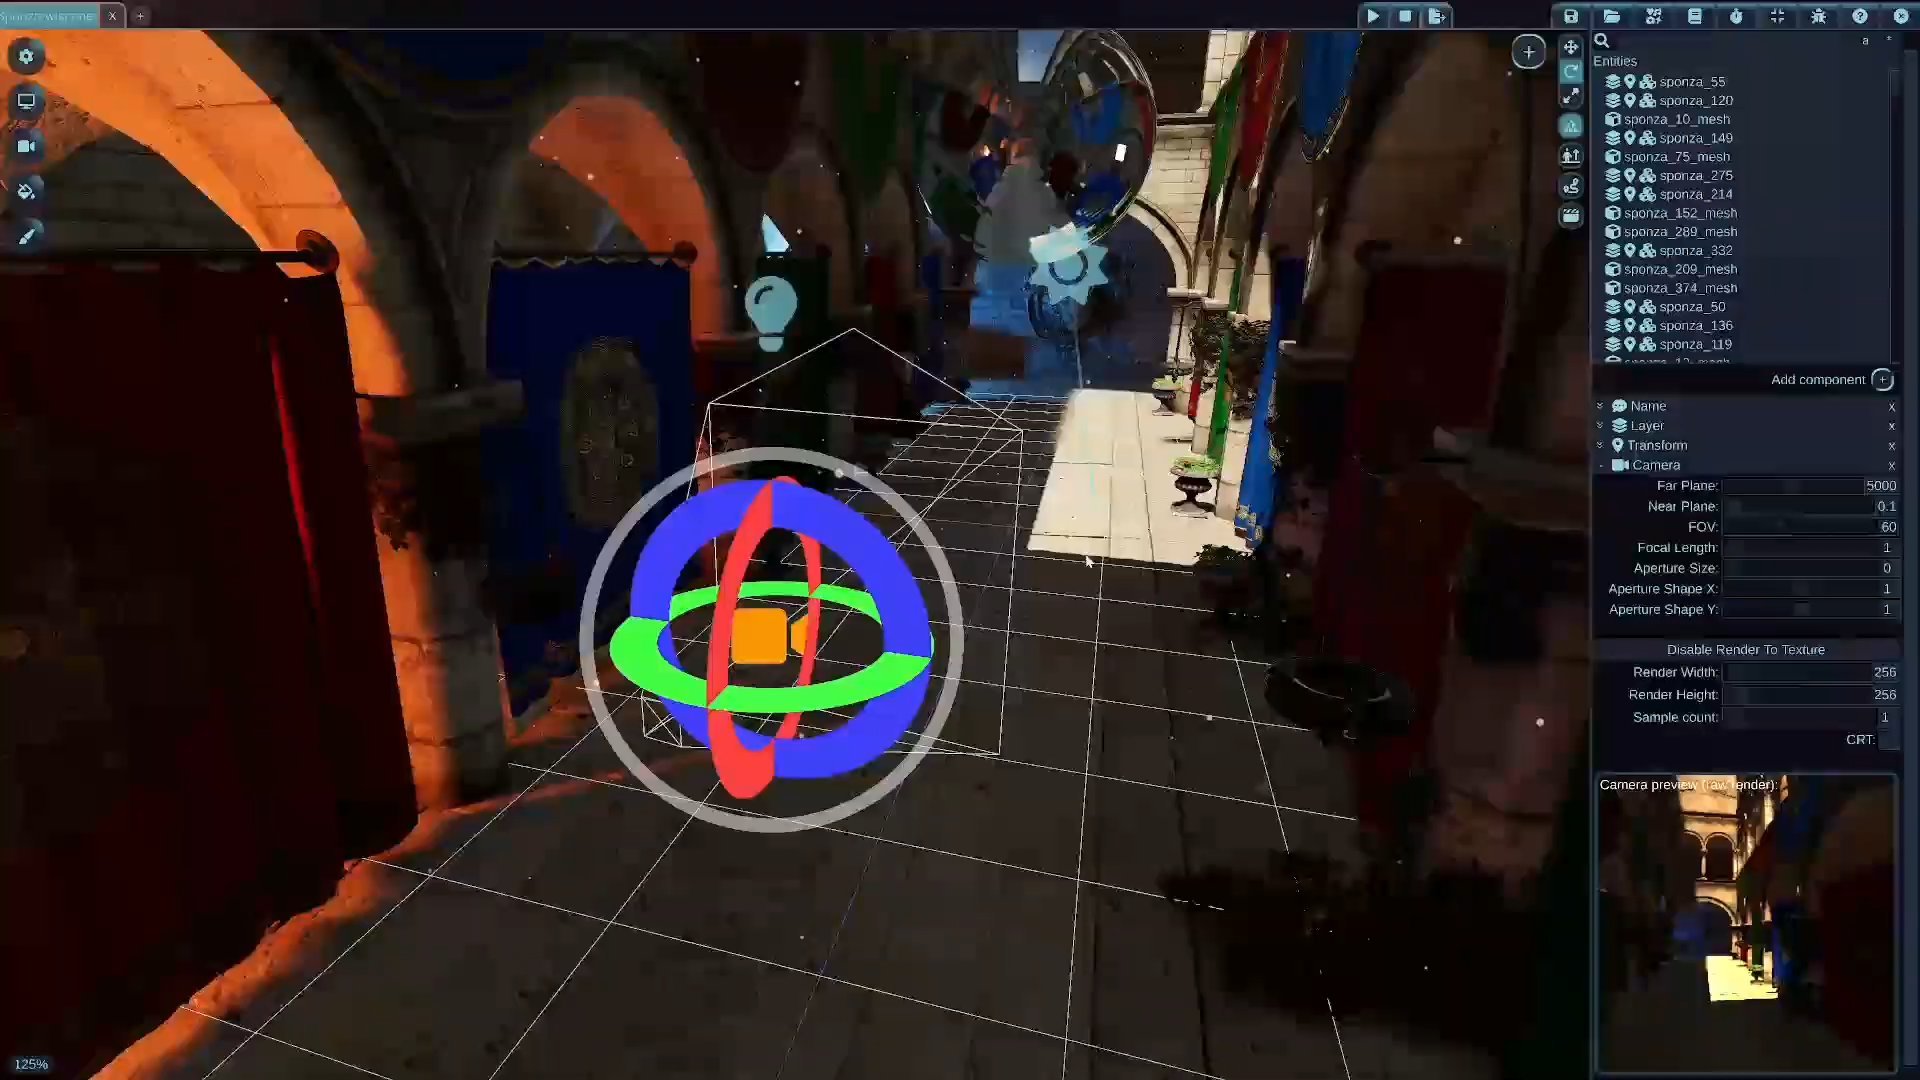 x
+
a *
Entities
sponza_55
sponza_120
sponza_10_mesh
sponza_149
sponza_75_mesh
sponza_275
sponza_214
sponza_152_mesh
sponza_289_mesh
sponza_332
sponza_209_mesh
sponza_374_mesh
sponza_50
sponza_136
sponza_119
Add component +
Name x
Layer x
Transform x
Camera x
Far Plane: 5000
Near Plane: 0.1
FOV: 60
Focal Length: 1
Aperture Size: 0
Aperture Shape X: 1
Aperture Shape Y: 1
Disable Render To Texture
Render Width: 256
Render Height: 256
Sample count: 1
CRT:
Camera preview (raw render):
125%